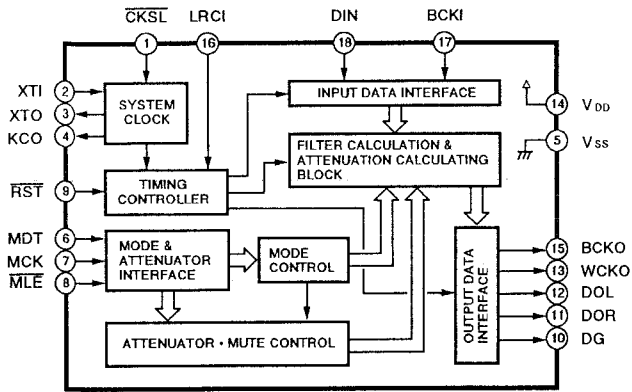 CKSL LRCI DIN BCKI
1 16 18 17
XTI 2
XTO 3
KCO 4
SYSTEM
CLOCK
INPUT DATA INTERFACE
14 VDD
5 VSS
FILTER CALCULATION &
ATTENUATION CALCULATING
BLOCK
RST 9
TIMING
CONTROLLER
MDT 6
MCK 7
MLE 8
MODE &
ATTENUATOR
INTERFACE
MODE
CONTROL
OUTPUT DATA
INTERFACE
15 BCKO
13 WCKO
12 DOL
11 DOR
10 DG
ATTENUATOR • MUTE CONTROL